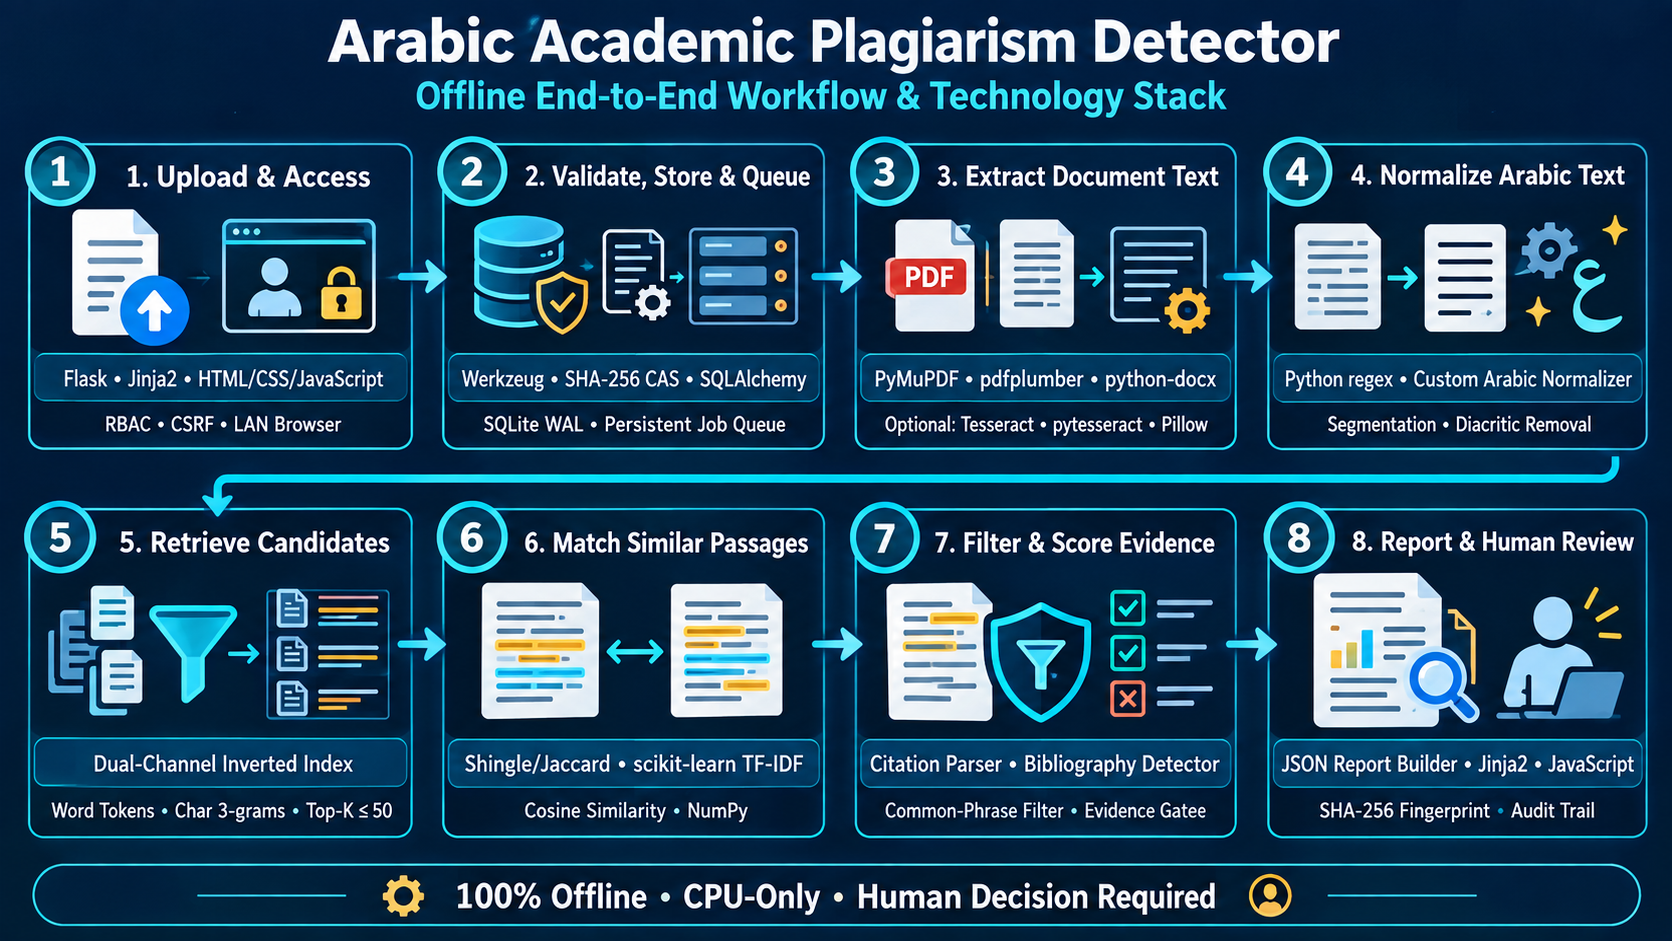 Arabic Academic Plagiarism Detector
Offline End-to-End Workflow & Technology Stack
1
1. Upload & Access
Flask • Jinja2 • HTML/CSS/JavaScript
RBAC • CSRF • LAN Browser
2
2. Validate, Store & Queue
Werkzeug • SHA-256 CAS • SQLAlchemy
SQLite WAL • Persistent Job Queue
3
3. Extract Document Text
PDF
PyMuPDF • pdfplumber • python-docx
Optional: Tesseract • pytesseract • Pillow
4
4. Normalize Arabic Text
ع
Python regex • Custom Arabic Normalizer
Segmentation • Diacritic Removal
5
5. Retrieve Candidates
Dual-Channel Inverted Index
Word Tokens • Char 3-grams • Top-K ≤ 50
6
6. Match Similar Passages
Shingle/Jaccard • scikit-learn TF-IDF
Cosine Similarity • NumPy
7
7. Filter & Score Evidence
Citation Parser • Bibliography Detector
Common-Phrase Filter • Evidence Gatee
8
8. Report & Human Review
JSON Report Builder • Jinja2 • JavaScript
SHA-256 Fingerprint • Audit Trail
100% Offline • CPU-Only • Human Decision Required